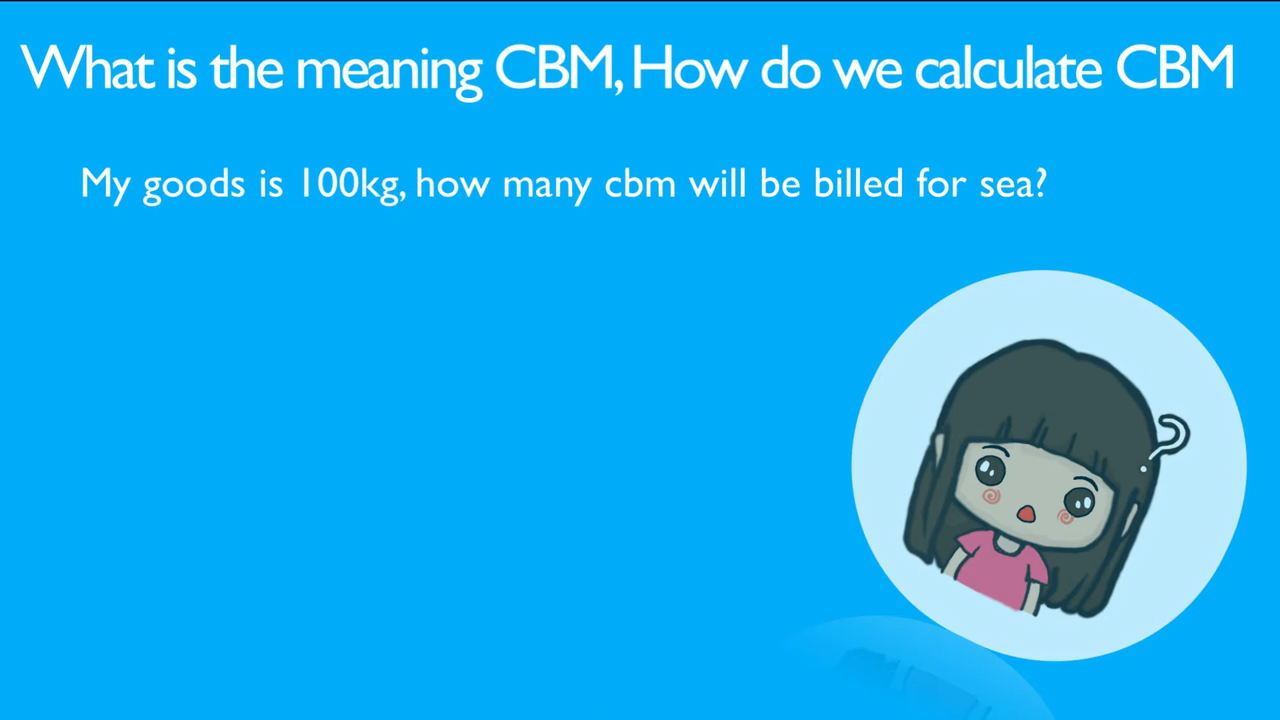 What is the meaning CBM, How do we calculate CBM
My goods is 100kg, how many cbm will be billed for sea?